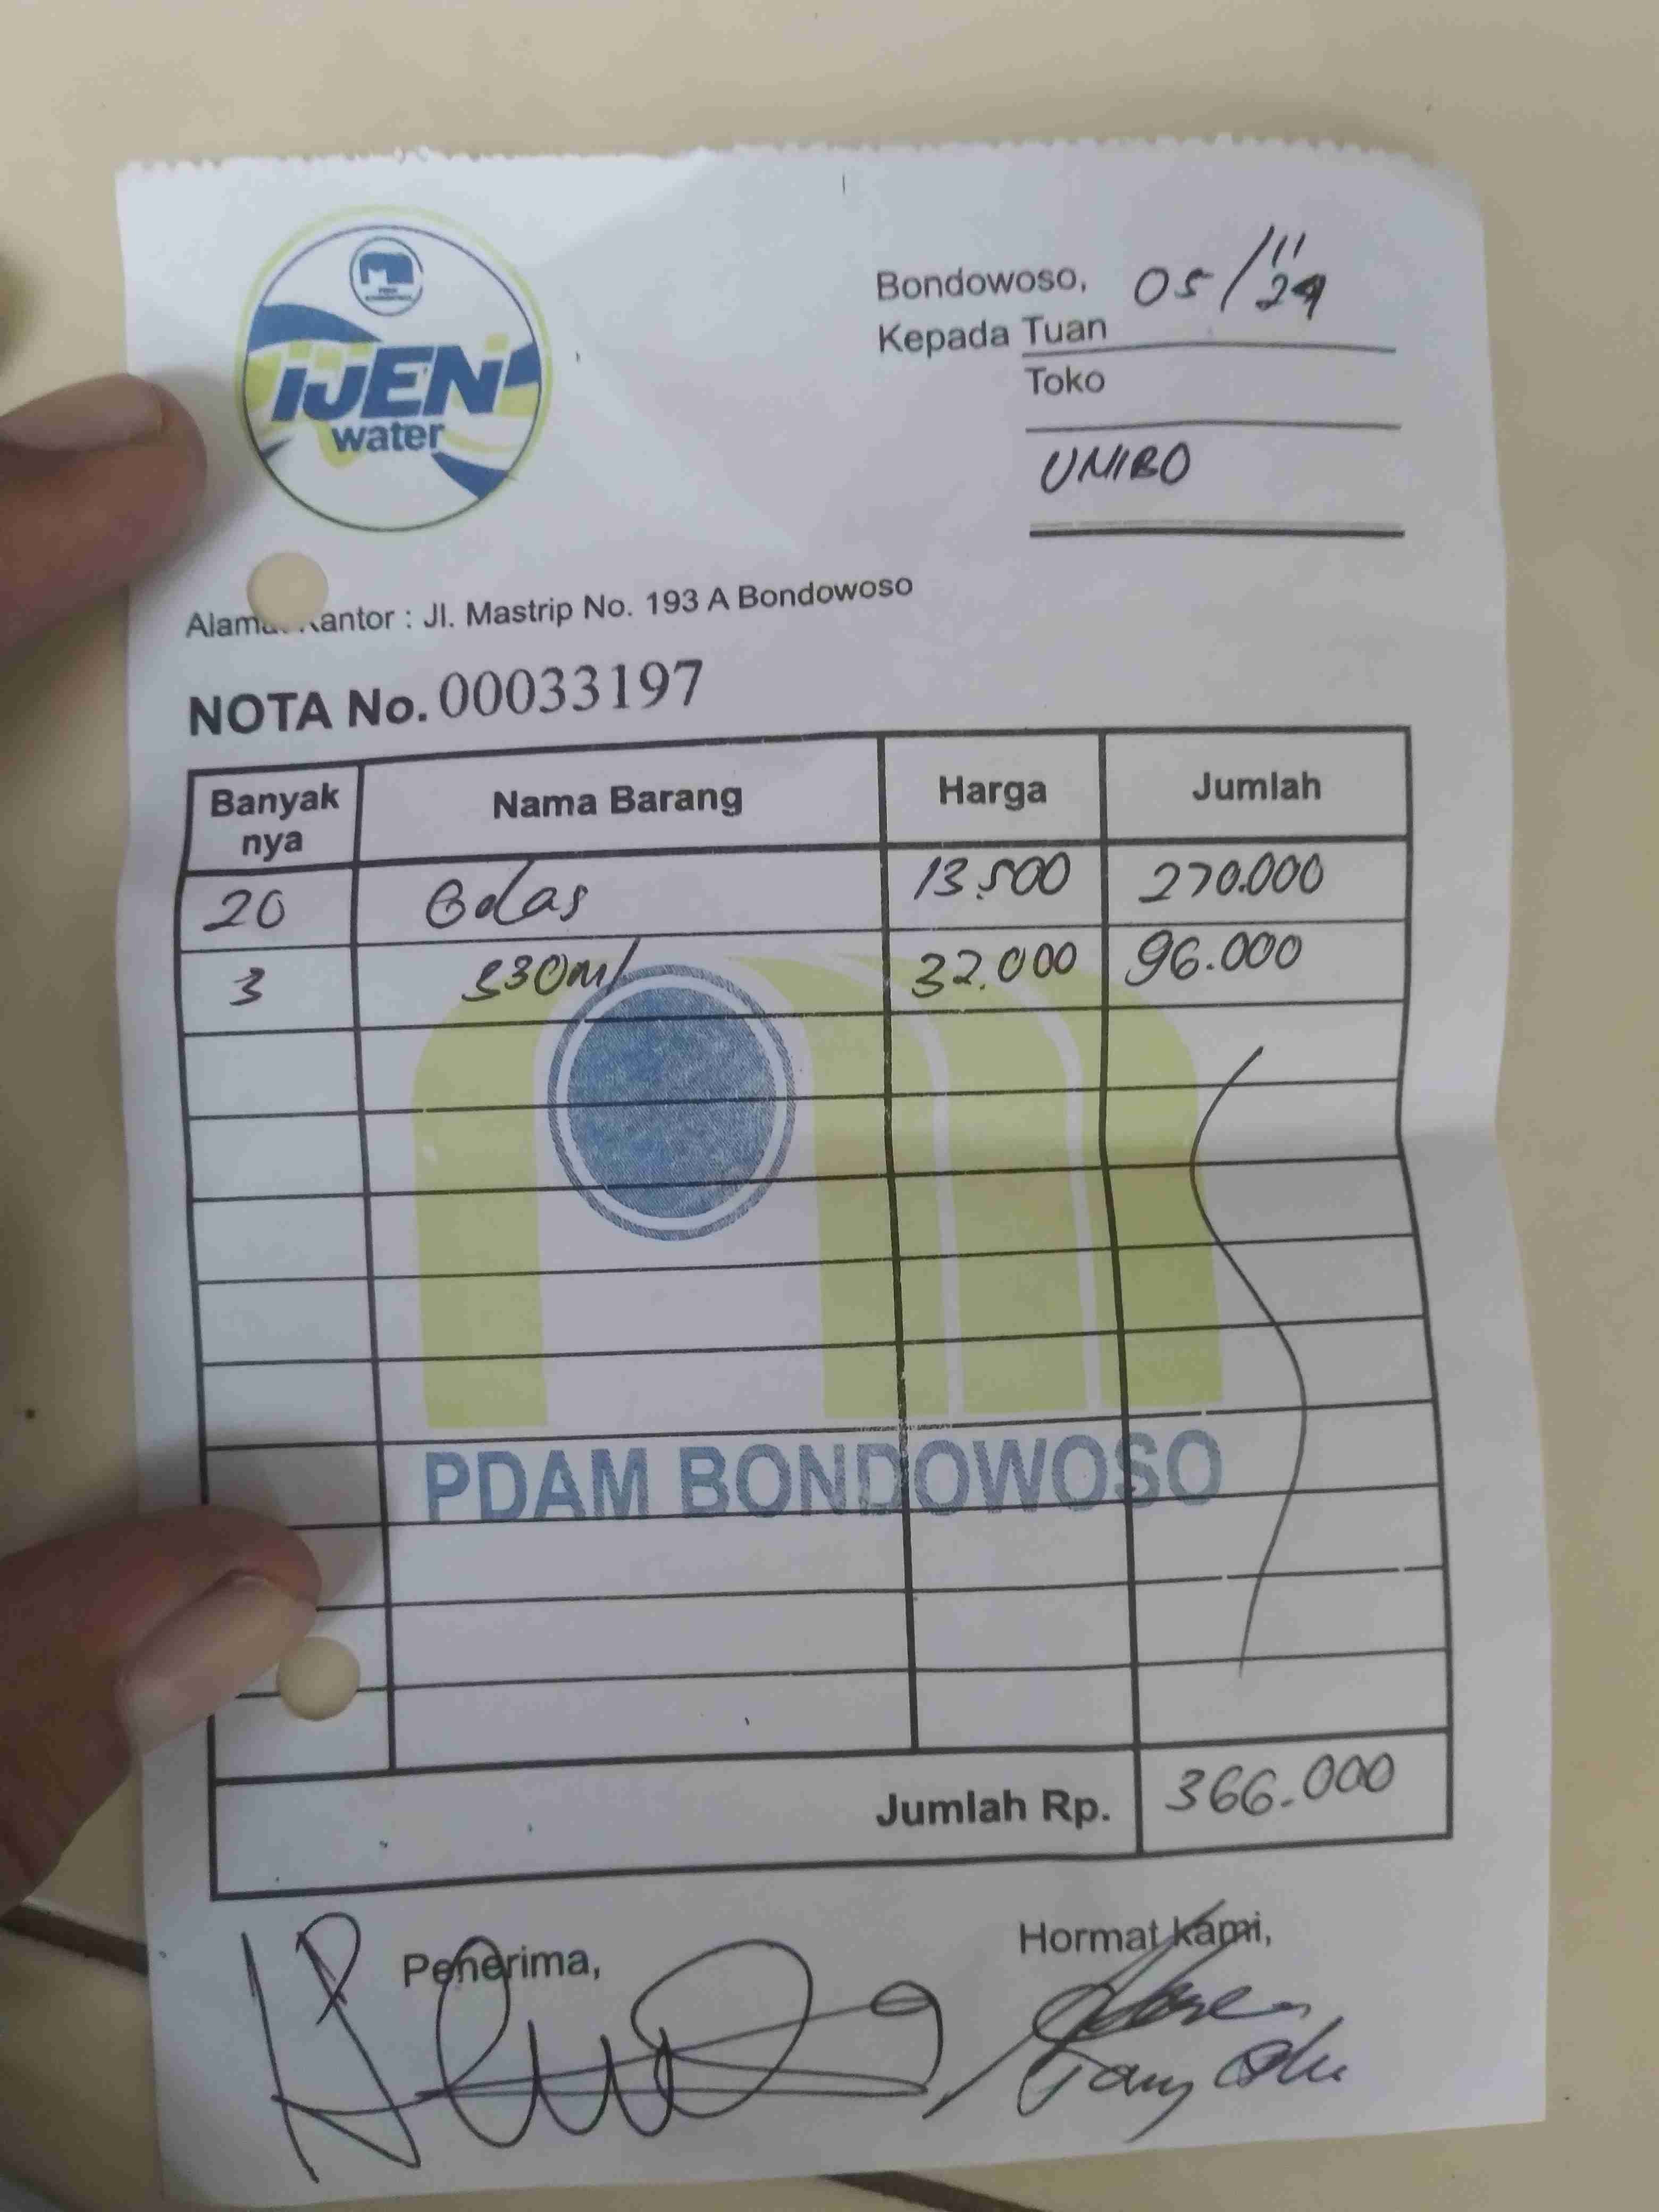 IJEN
water
Bondowoso, 05/11/24
Kepada Tuan
Toko
UNIBO
Alamat Kantor : Jl. Mastrip No. 193 A Bondowoso
NOTA No. 00033197
Banyak nya Nama Barang Harga Jumlah
20 Gelas 13.500 270.000
3 330ml 32.000 96.000
PDAM BONDOWOSO
Jumlah Rp. 366.000
Penerima, Hormat kami,